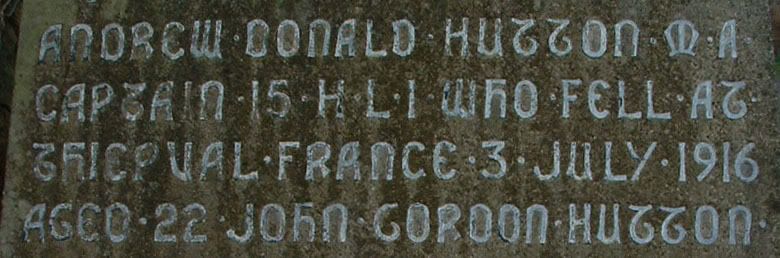 ANDREW · DONALD · HUTTON · M · A ·
CAPTAIN · 15 · H · L · I · WHO · FELL · AT ·
THIEPVAL · FRANCE · 3 · JULY · 1916
AGED · 22 · JOHN · GORDON · HUTTON ·